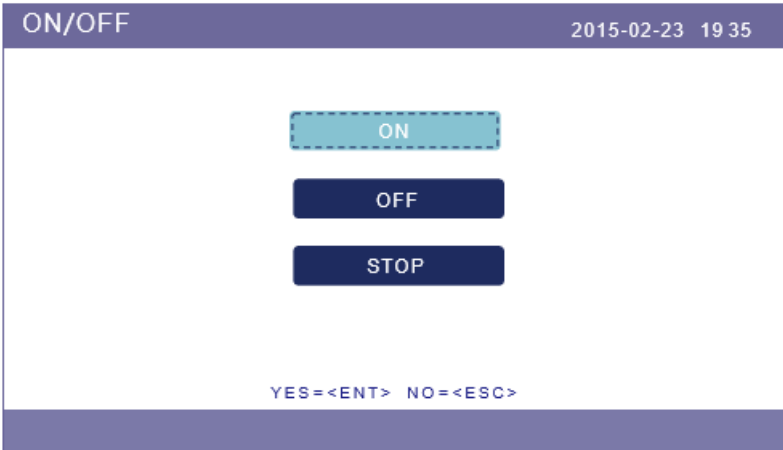 ON/OFF
2015-02-23 19 35
ON
OFF
STOP
YES=<ENT> NO=<ESC>